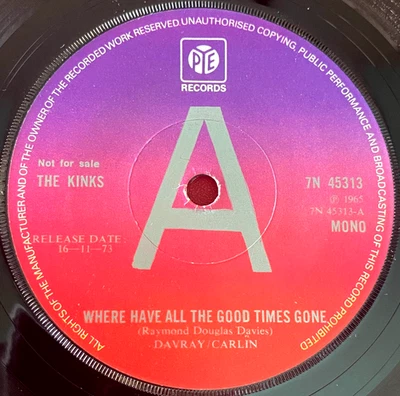 ALL RIGHTS OF THE MANUFACTURER AND OF THE OWNER OF THE RECORDED WORK RESERVED UNAUTHORISED COPYING, PUBLIC PERFORMANCE AND BROADCASTING OF THIS RECORD PROHIBITED
PYE
RECORDS
A
Not for sale
THE KINKS
7N 45313
℗ 1965
7N 45313-A
MONO
RELEASE DATE:
16-11-73
WHERE HAVE ALL THE GOOD TIMES GONE
(Raymond Douglas Davies)
DAVRAY/CARLIN